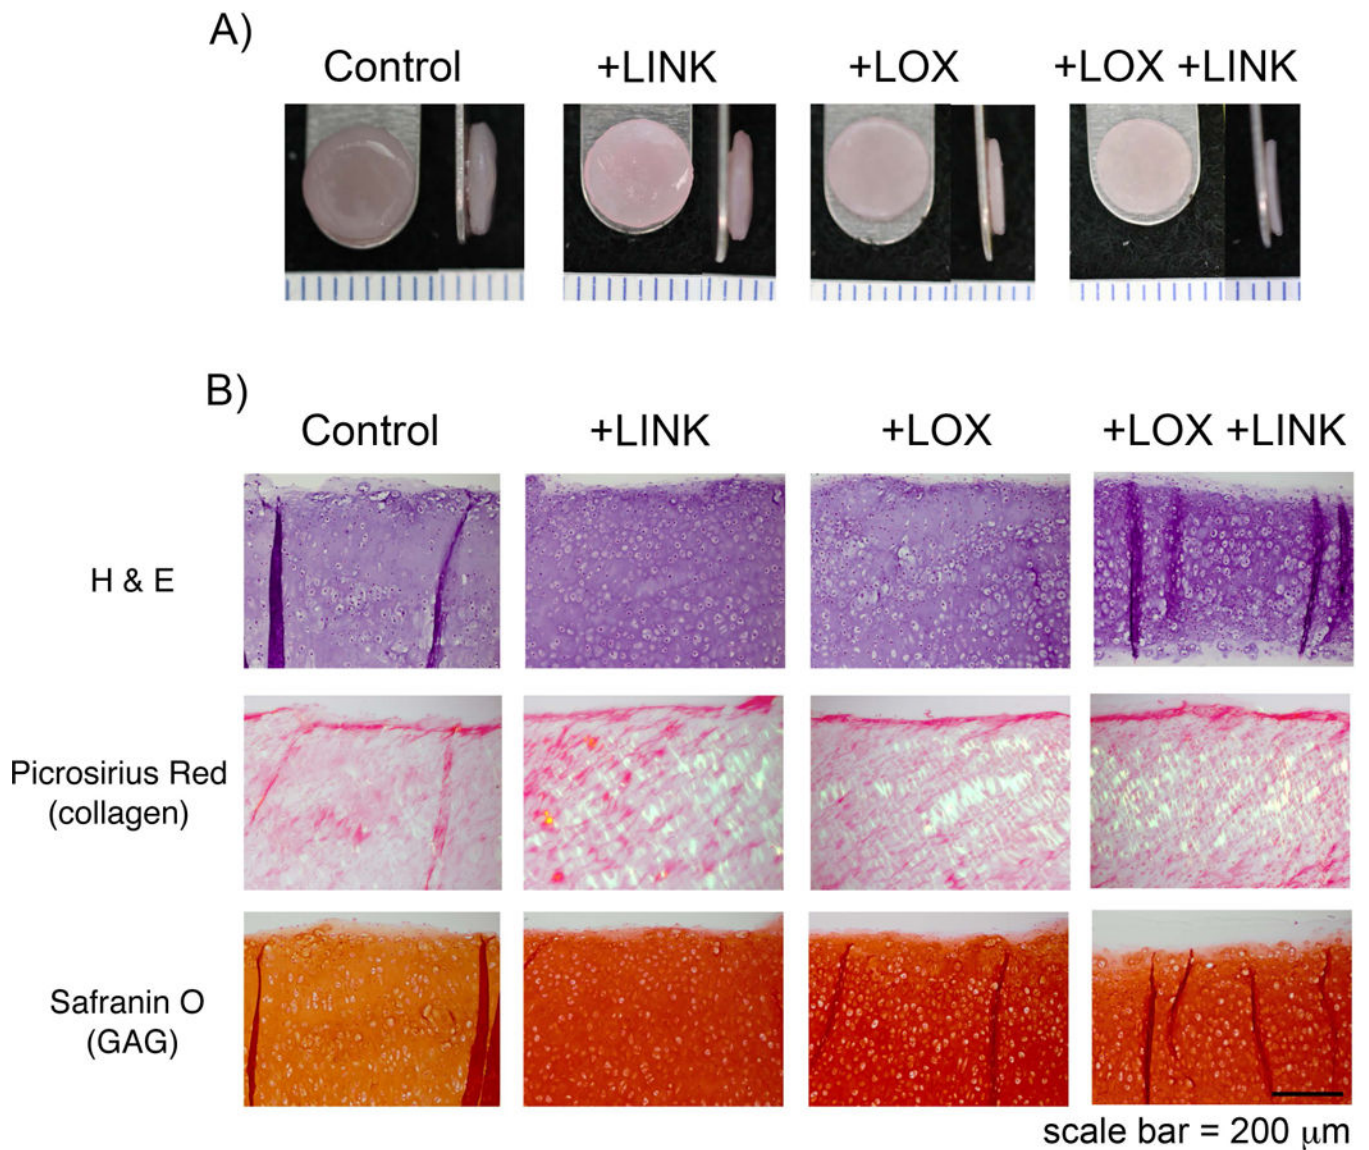 A)
Control +LINK +LOX +LOX +LINK
B)
Control +LINK +LOX +LOX +LINK
H & E
Picrosirius Red
(collagen)
Safranin O
(GAG)
scale bar = 200 μm